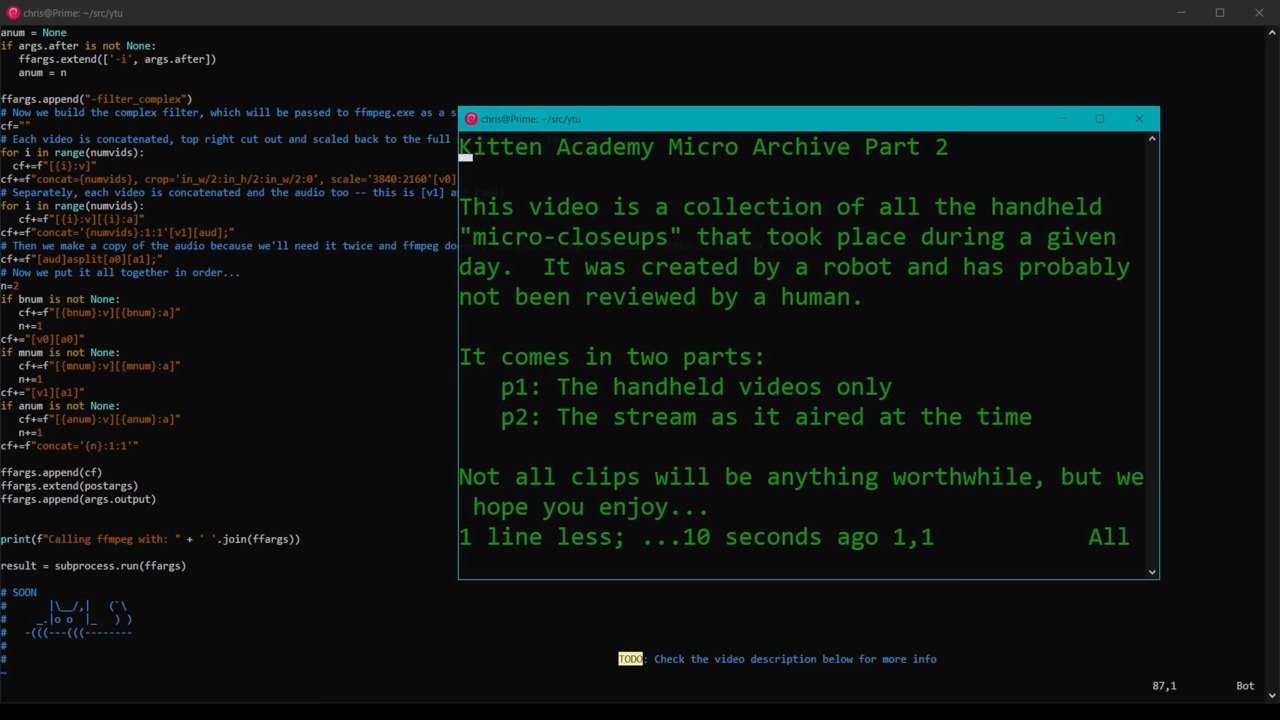 chris@Prime: ~/src/ytu
anum = None
if args.after is not None:
   ffargs.extend(['-i', args.after])
   anum = n
ffargs.append("-filter_complex")
# Now we build the complex filter, which will be passed to ffmpeg.exe as a s
cf=""
# Each video is concatenated, top right cut out and scaled back to the full
for i in range(numvids):
  cf+=f"[{i}:v]"
cf+=f"concat={numvids}, crop='in_w/2:in_h/2:in_w/2:0', scale='3840:2160'[v0]
# Separately, each video is concatenated and the audio too -- this is [v1] a
for i in range(numvids):
   cf+=f"[{i}:v][{i}:a]"
cf+=f"concat='{numvids}:1:1'[v1][aud];"
# Then we make a copy of the audio because we'll need it twice and ffmpeg do
cf+=f"[aud]asplit[a0][a1];"
# Now we put it all together in order...
n=2
if bnum is not None:
   cf+=f"[{bnum}:v][{bnum}:a]"
   n+=1
cf+="[v0][a0]"
if mnum is not None:
   cf+=f"[{mnum}:v][{mnum}:a]"
   n+=1
cf+="[v1][a1]"
if anum is not None:
   cf+=f"[{anum}:v][{anum}:a]"
   n+=1
cf+=f"concat='{n}:1:1'"
ffargs.append(cf)
ffargs.extend(postargs)
ffargs.append(args.output)
print(f"Calling ffmpeg with: " + ' '.join(ffargs))
result = subprocess.run(ffargs)
# SOON
#      |\__/,|   (`\
#    _.|o o  |_   ) )
#  -(((---(((--------
#
#
~
chris@Prime: ~/src/ytu
Kitten Academy Micro Archive Part 2
This video is a collection of all the handheld
"micro-closeups" that took place during a given
day.  It was created by a robot and has probably
not been reviewed by a human.
It comes in two parts:
   p1: The handheld videos only
   p2: The stream as it aired at the time
Not all clips will be anything worthwhile, but we
 hope you enjoy...
1 line less; ...10 seconds ago 1,1           All
TODO: Check the video description below for more info
87,1          Bot